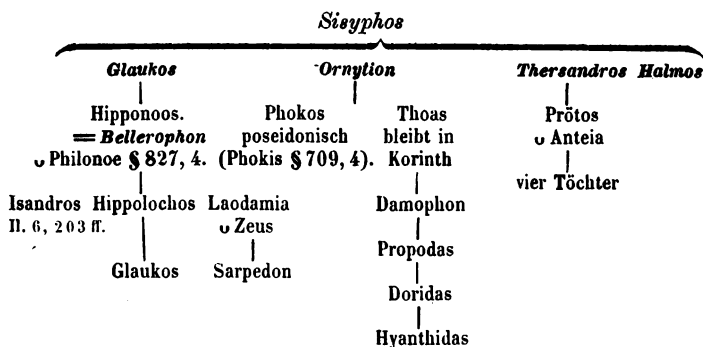 Sisyphos
Glaukos Ornytion Thersandros Halmos
Hipponoos. Phokos Thoas Prötos
= Bellerophon poseidonisch bleibt in ᴗ Anteia
ᴗ Philonoe § 827, 4. (Phokis § 709, 4). Korinth
vier Töchter
Isandros Hippolochos Laodamia Damophon
Il. 6, 203 ff. ᴗ Zeus
Propodas
Glaukos Sarpedon
Doridas
Hyanthidas